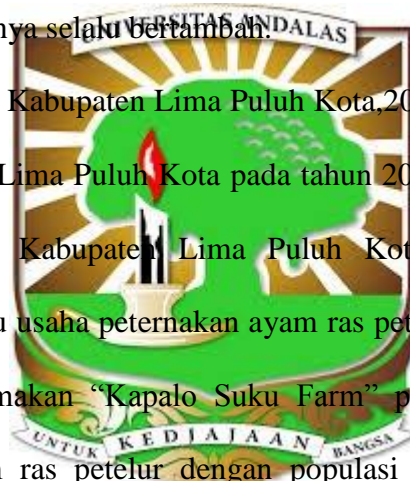 nya selalu bertambah.
UNIVERSITAS ANDALAS
Kabupaten Lima Puluh Kota,20
Lima Puluh Kota pada tahun 20
Kabupaten Lima Puluh Kot
u usaha peternakan ayam ras pet
makan “Kapalo Suku Farm” p
UNTUK KEDJAJAAN BANGSA
ras petelur dengan populasi